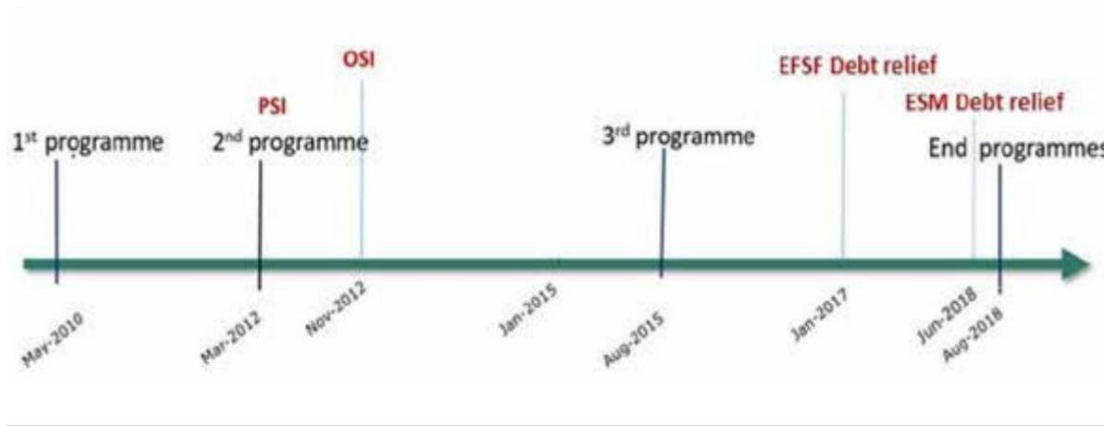 OSI
EFSF Debt relief
PSI
ESM Debt relief
1st programme
2nd programme
3rd programme
End programmes
May-2010
Mar-2012
Nov-2012
Jan-2015
Aug-2015
Jan-2017
Jun-2018
Aug-2018